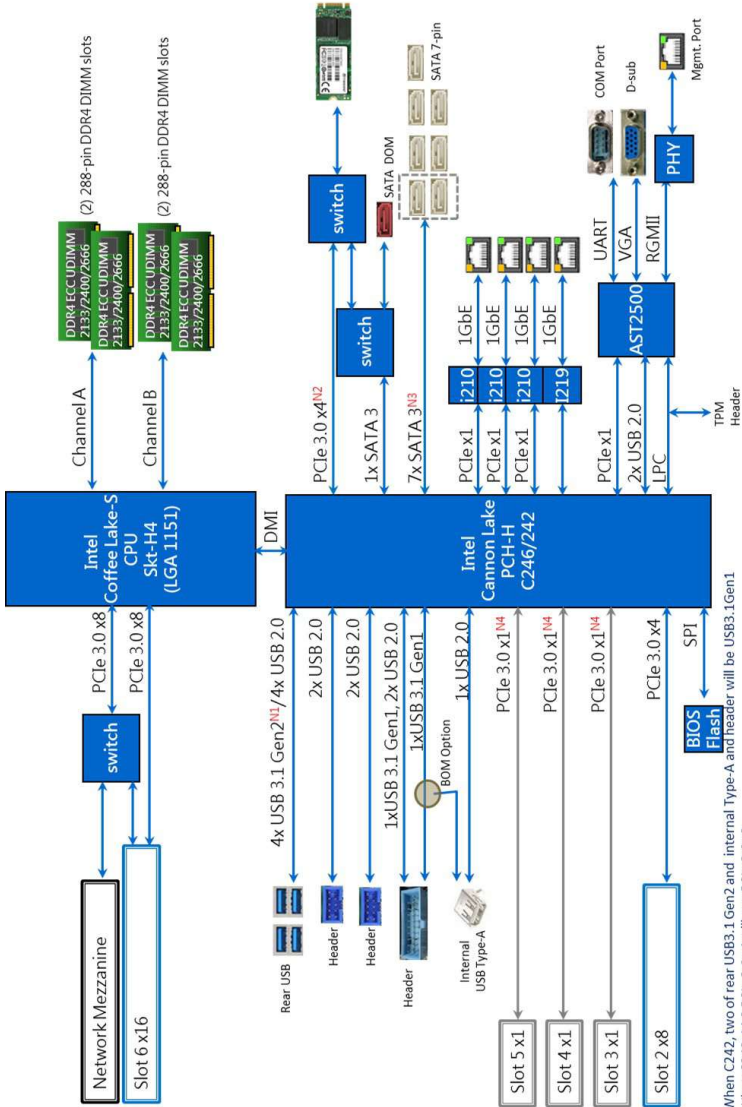 Network Mezzanine
Slot 6 x16
switch
PCIe 3.0 x8
PCIe 3.0 x8
Intel
Coffee Lake-S
CPU
Skt-H4
(LGA 1151)
Channel A
Channel B
DDR4 ECC UDIMM
2133/2400/2666
DDR4 ECC UDIMM
2133/2400/2666
(2) 288-pin DDR4 DIMM slots
DDR4 ECC UDIMM
2133/2400/2666
DDR4 ECC UDIMM
2133/2400/2666
(2) 288-pin DDR4 DIMM slots
DMI
Rear USB
4x USB 3.1 Gen2N1/4x USB 2.0
Header
2x USB 2.0
Header
2x USB 2.0
Header
1xUSB 3.1 Gen1, 2x USB 2.0
1xUSB 3.1 Gen1
BOM Option
Internal
USB Type-A
1x USB 2.0
Slot 5 x1
PCIe 3.0 x1N4
Slot 4 x1
PCIe 3.0 x1N4
Slot 3 x1
PCIe 3.0 x1N4
Slot 2 x8
PCIe 3.0 x4
BIOS
Flash
SPI
Intel
Cannon Lake
PCH-H
C246/242
PCIe 3.0 x4N2
switch
1x SATA 3
switch
SATA DOM
7x SATA 3N3
SATA 7-pin
PCIe x1
i210
1GbE
PCIe x1
i210
1GbE
PCIe x1
i210
1GbE
I219
1GbE
PCIe x1
2x USB 2.0
LPC
AST2500
UART
COM Port
VGA
D-sub
RGMII
PHY
Mgmt. Port
TPM
Header
When C242, two of rear USB3.1 Gen2 and internal Type-A and header will be USB3.1Gen1